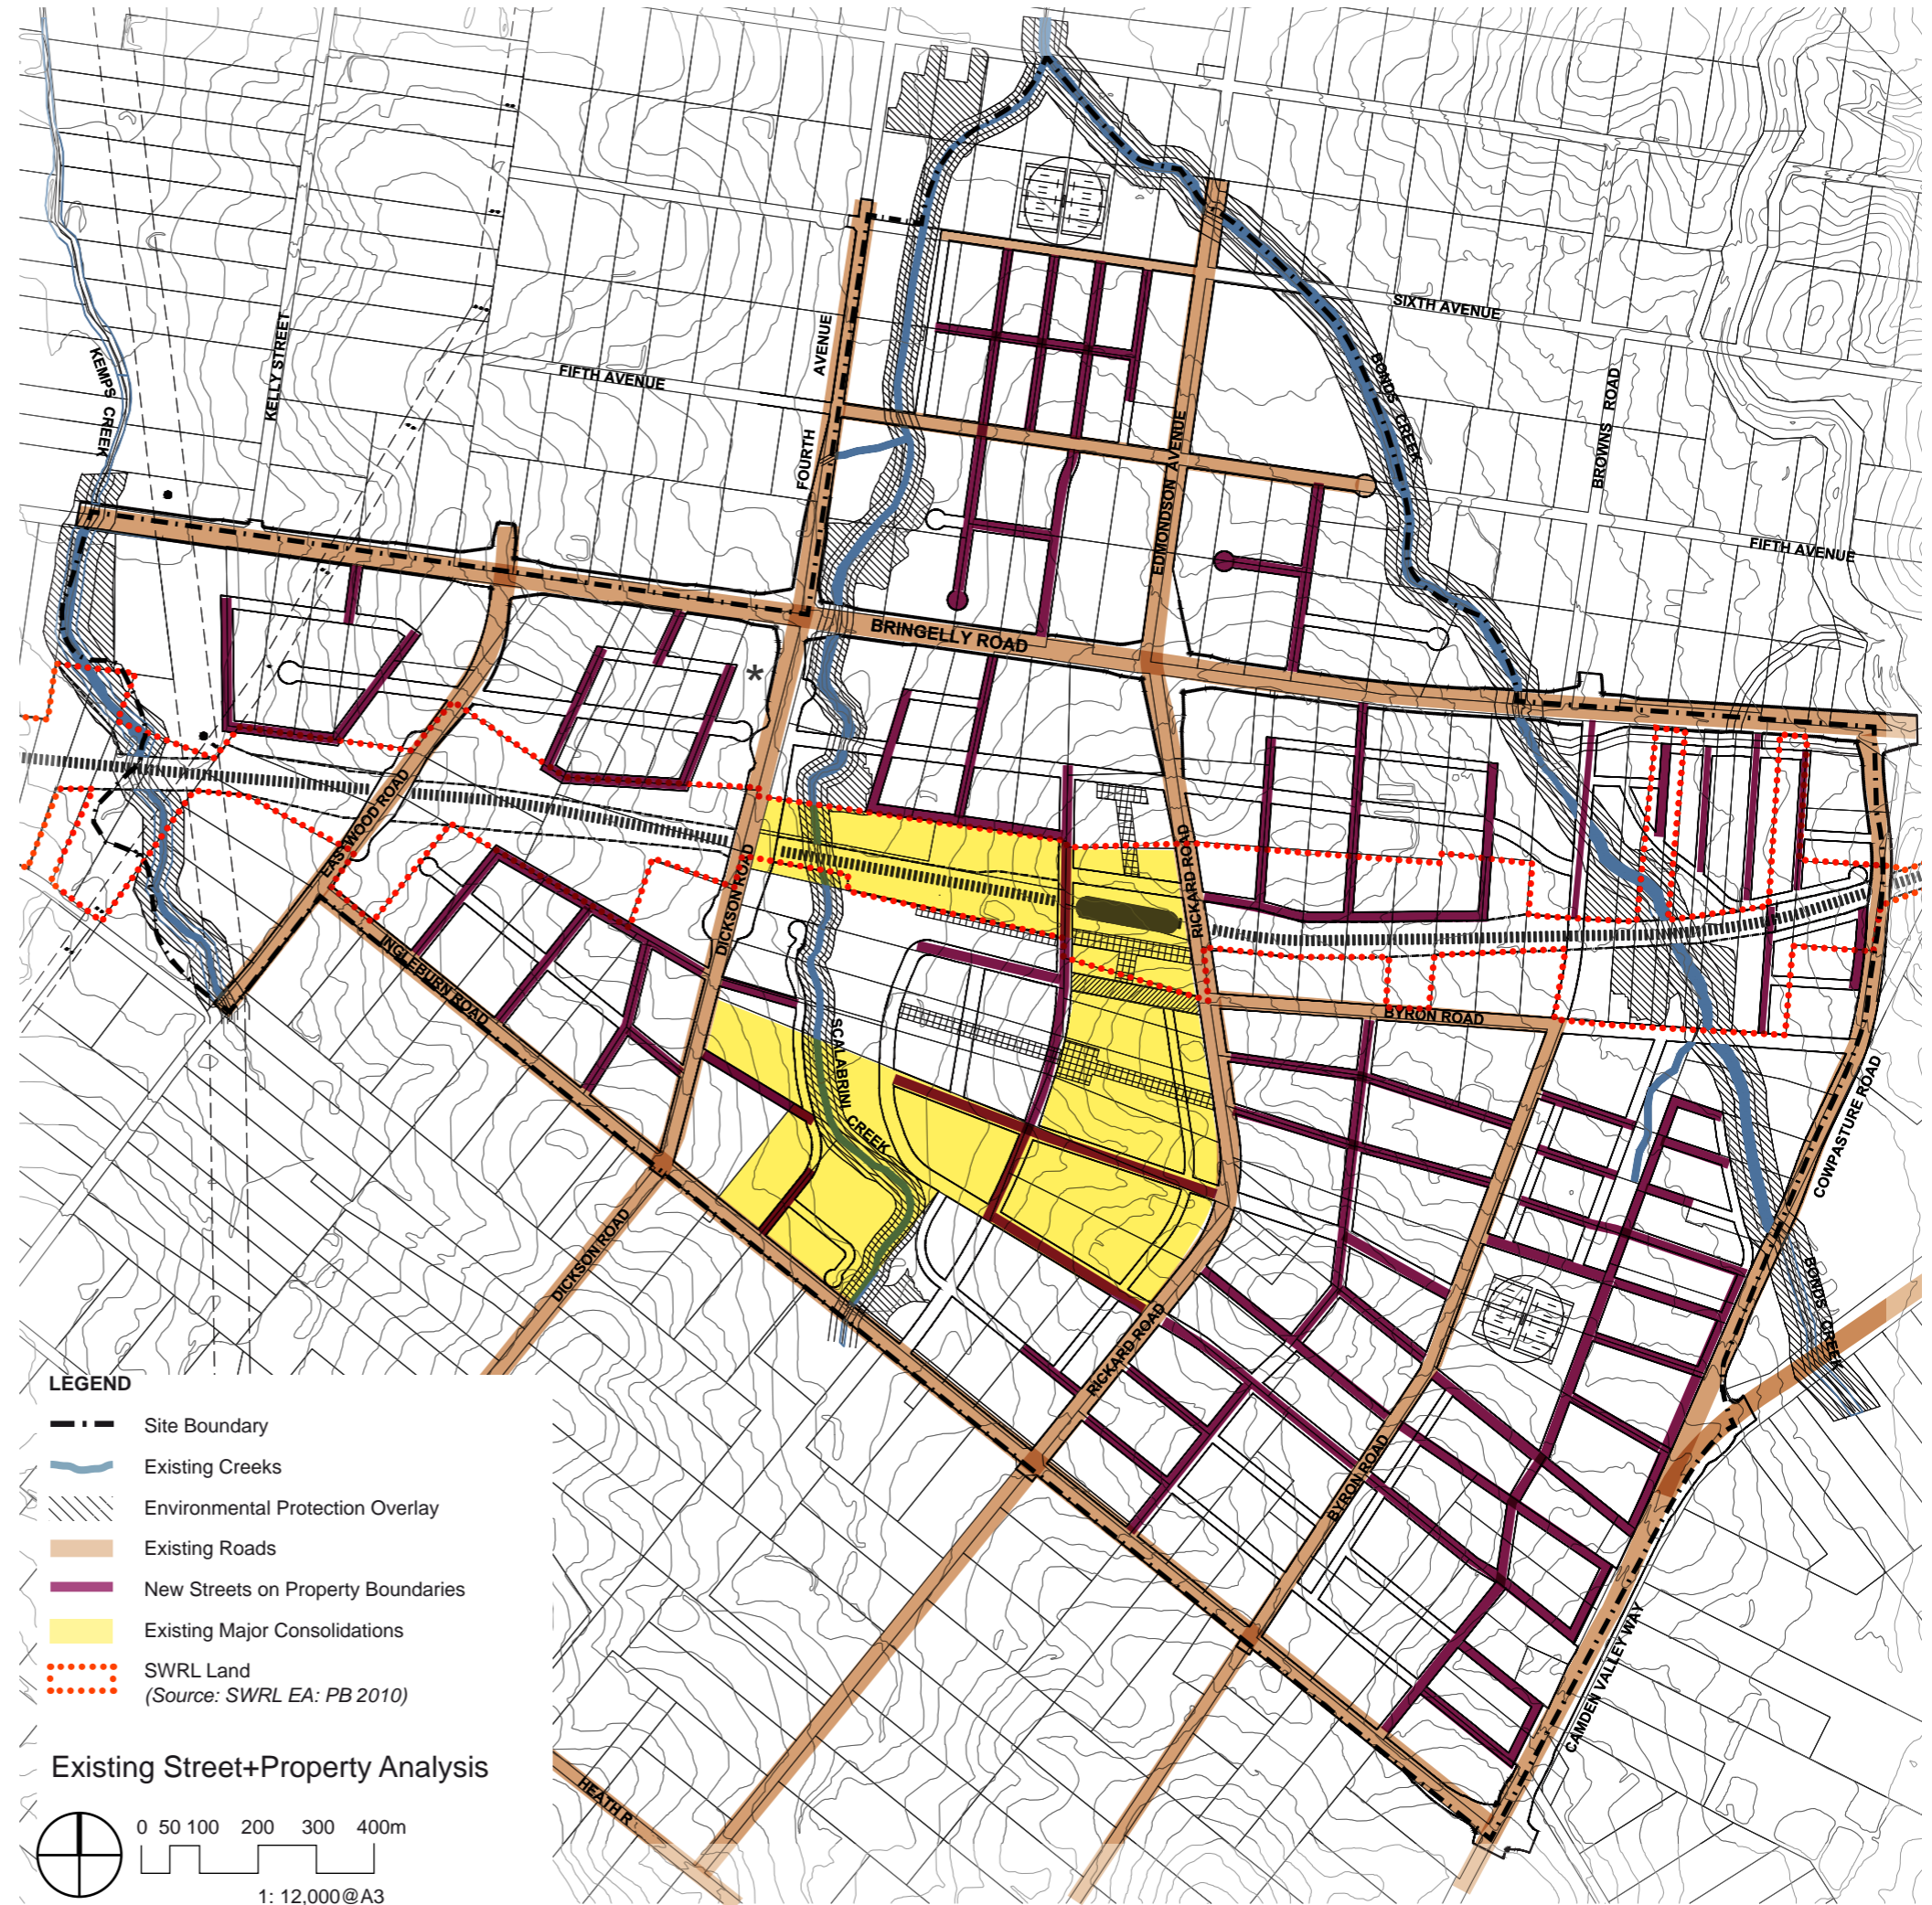 SIXTH AVENUE
KEMPS CREEK
KELLY STREET
FIFTH AVENUE
AVENUE
FOURTH
BONDS CREEK
BROWNS ROAD
EDMONDSON AVENUE
FIFTH AVENUE
BRINGELLY ROAD
*
EASTWOOD ROAD
DICKSON ROAD
RICKARD ROAD
INGLEBURN ROAD
BYRON ROAD
SCALABRINI CREEK
COWPASTURE ROAD
DICKSON ROAD
RICKARD ROAD
BONDS CREEK
BYRON ROAD
CAMDEN VALLEY WAY
HEATH R
LEGEND
Site Boundary
Existing Creeks
Environmental Protection Overlay
Existing Roads
New Streets on Property Boundaries
Existing Major Consolidations
SWRL Land
(Source: SWRL EA: PB 2010)
Existing Street+Property Analysis
0 50 100 200 300 400m
1: 12,000@A3